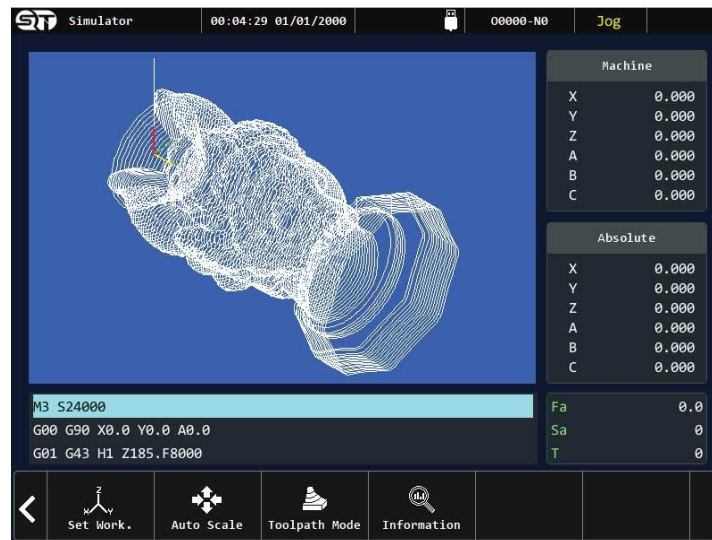 SNT Simulator 00:04:29 01/01/2000 O0000-N0 Jog
Machine
X 0.000
Y 0.000
Z 0.000
A 0.000
B 0.000
C 0.000
Absolute
X 0.000
Y 0.000
Z 0.000
A 0.000
B 0.000
C 0.000
M3 S24000
G00 G90 X0.0 Y0.0 A0.0
G01 G43 H1 Z185.F8000
Fa 0.0
Sa 0
T 0
Z
X Y
Set Work. Auto Scale Toolpath Mode Information